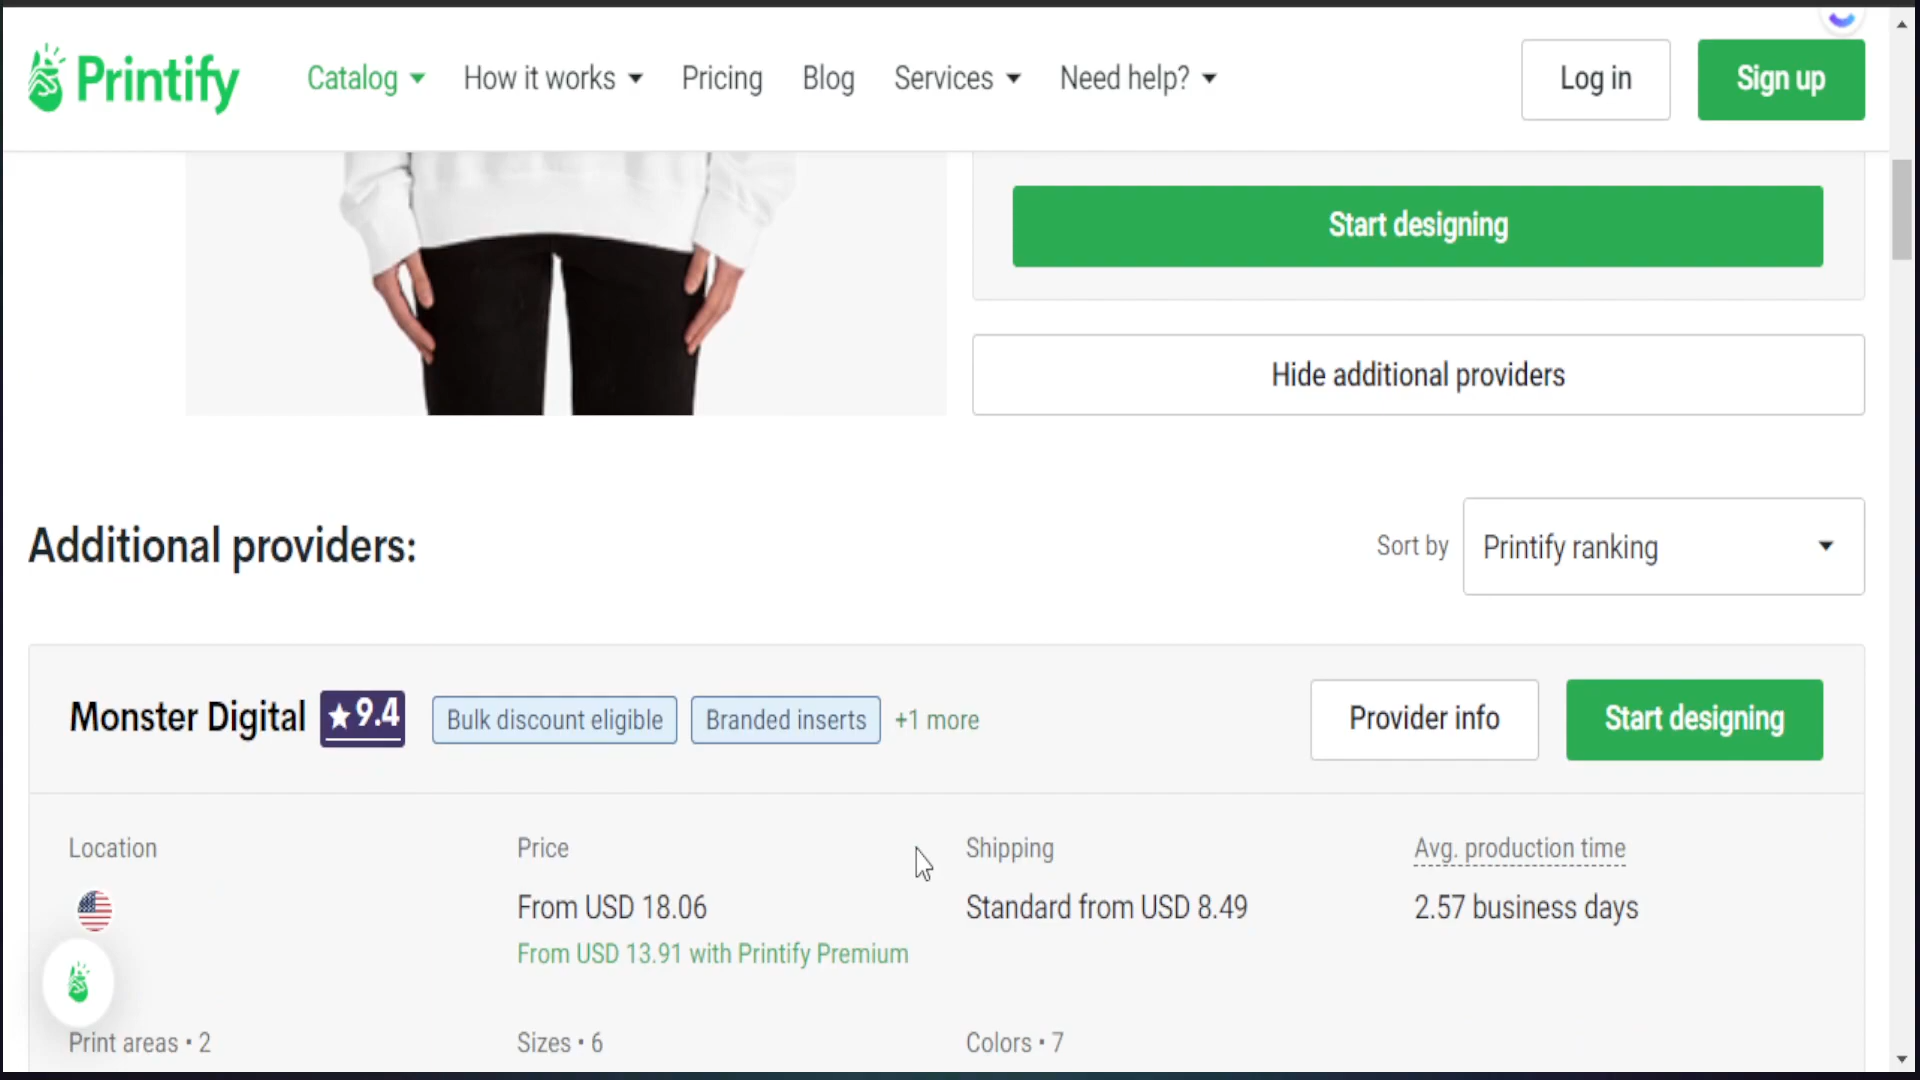 Printify
Catalog How it works Pricing Blog Services Need help? Log in Sign up
Start designing
Hide additional providers
Additional providers:
Sort by Printify ranking
Monster Digital ★9.4 Bulk discount eligible Branded inserts +1 more Provider info Start designing
Location Price Shipping Avg. production time
From USD 18.06 Standard from USD 8.49 2.57 business days
From USD 13.91 with Printify Premium
Print areas • 2 Sizes • 6 Colors • 7